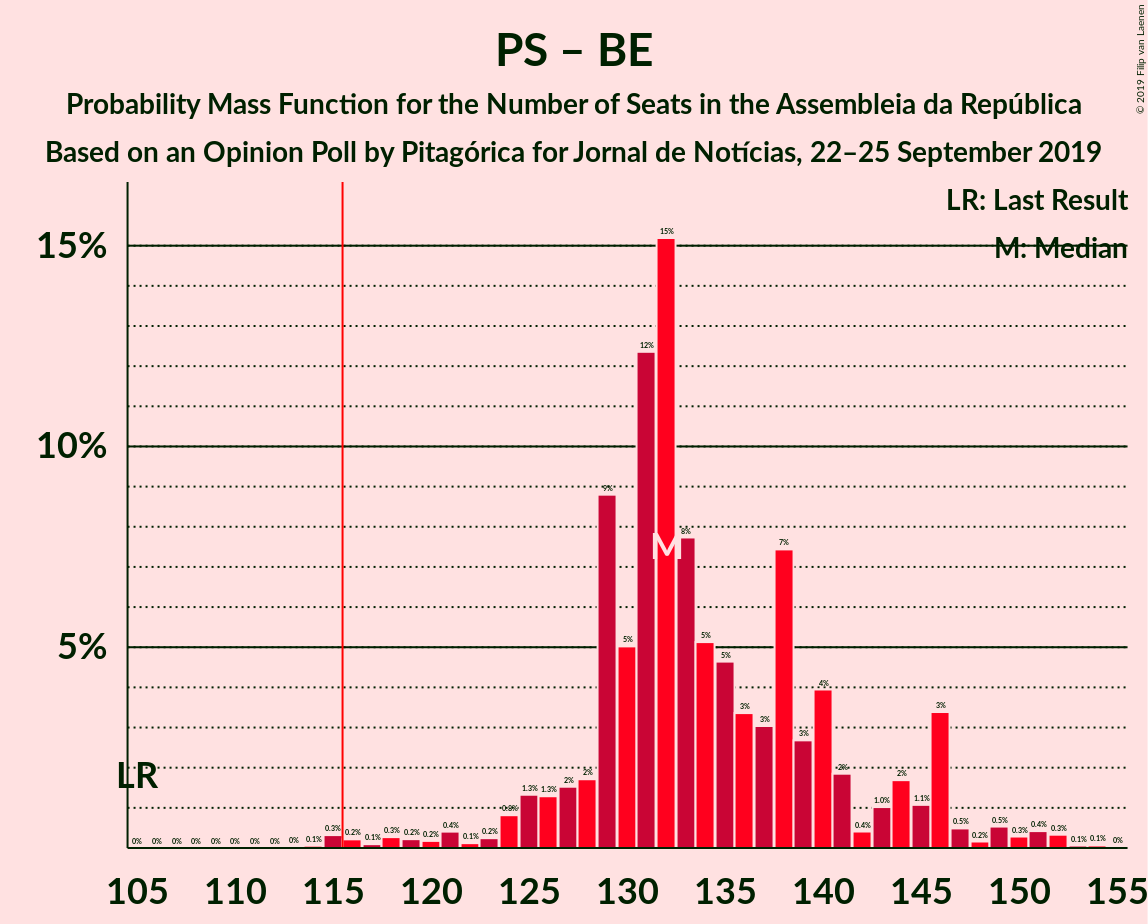 PS – BE
Probability Mass Function for the Number of Seats in the Assembleia da República
Based on an Opinion Poll by Pitagórica for Jornal de Notícias, 22–25 September 2019
© 2019 Filip van Laenen
LR: Last Result
M: Median
15%
10%
5%
LR
M
0% 0% 0% 0% 0% 0% 0% 0% 0% 0.1% 0.3% 0.2% 0.1% 0.3% 0.2% 0.2% 0.4% 0.1% 0.2% 0.8% 1.3% 1.3% 2% 2% 9% 5% 12% 15% 8% 5% 5% 3% 3% 7% 3% 4% 2% 0.4% 1.0% 2% 1.1% 3% 0.5% 0.2% 0.5% 0.3% 0.4% 0.3% 0.1% 0.1% 0%
105 110 115 120 125 130 135 140 145 150 155